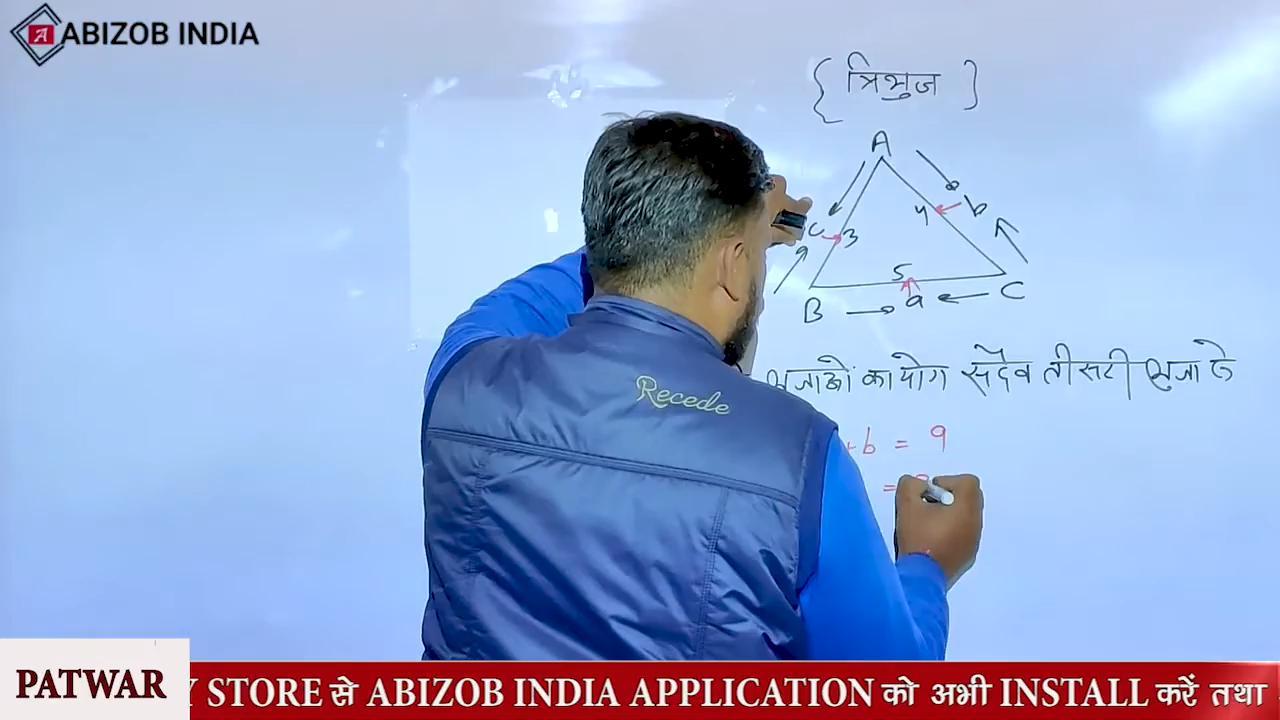 ABIZOB INDIA
{ त्रिभुज }
A
b
4
c
3
5
B
a
C
भुजाओं का योग सदैव तीसरी भुजा से
+b = 9
=
Recede
PATWAR
Y STORE से ABIZOB INDIA APPLICATION को अभी INSTALL करें तथा